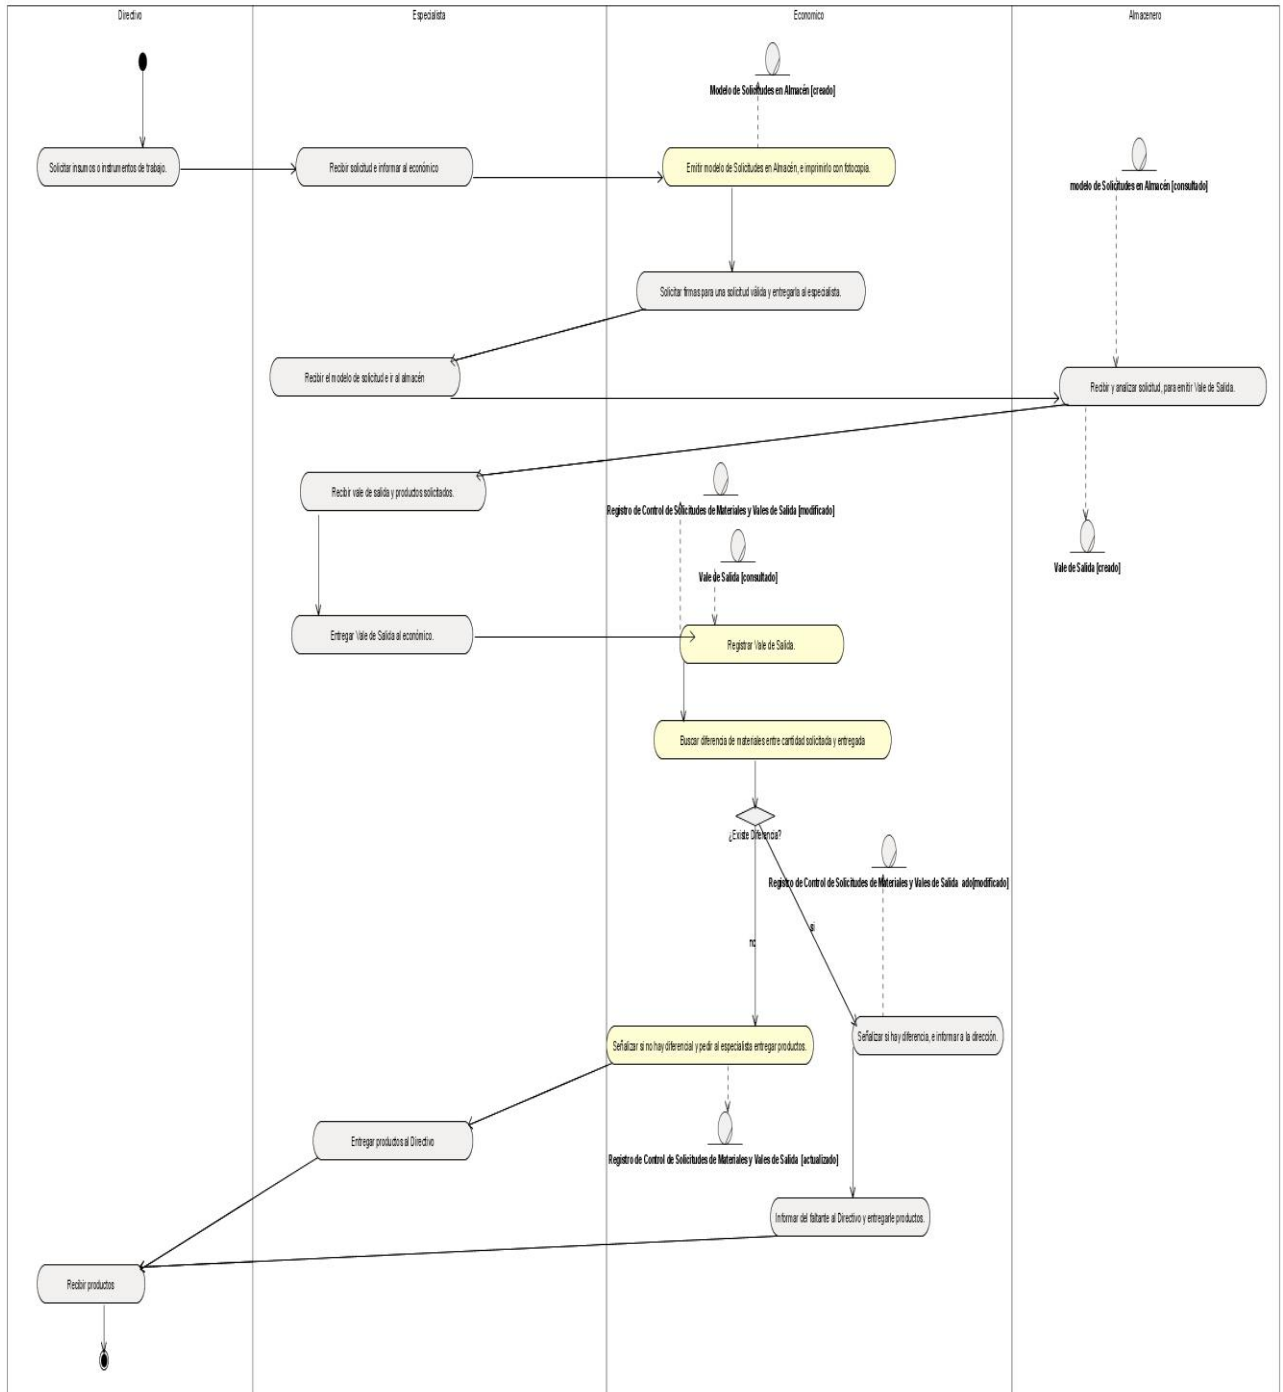 Directivo
Especialista
Economico
Almacenero
Modelo de Solicitudes en Almacén [creado]
Solicitar insumos o instrumentos de trabajo.
Recibir solicitud e informar al económico
Emitir modelo de Solicitudes en Almacén, e imprimirlo con fotocopia.
modelo de Solicitudes en Almacén [consultado]
Solicitar firmas para una solicitud válida y entregarla al especialista.
Recibir el modelo de solicitud e ir al almacén
Recibir y analizar solicitud, para emitir Vale de Salida.
Recibir vale de salida y productos solicitados.
Registro de Control de Solicitudes de Materiales y Vales de Salida [modificado]
Vale de Salida [creado]
Vale de Salida [consultado]
Entregar Vale de Salida al económico.
Registrar Vale de Salida.
Buscar diferencia de materiales entre cantidad solicitada y entregada
¿Existe Diferencia?
Registro de Control de Solicitudes de Materiales y Vales de Salida ado[modificado]
si
no
Señalizar si no hay diferencial y pedir al especialista entregar productos.
Señalizar si hay diferencia, e informar a la dirección.
Entregar productos al Directivo
Registro de Control de Solicitudes de Materiales y Vales de Salida [actualizado]
Informar del faltante al Directivo y entregarle productos.
Recibir productos